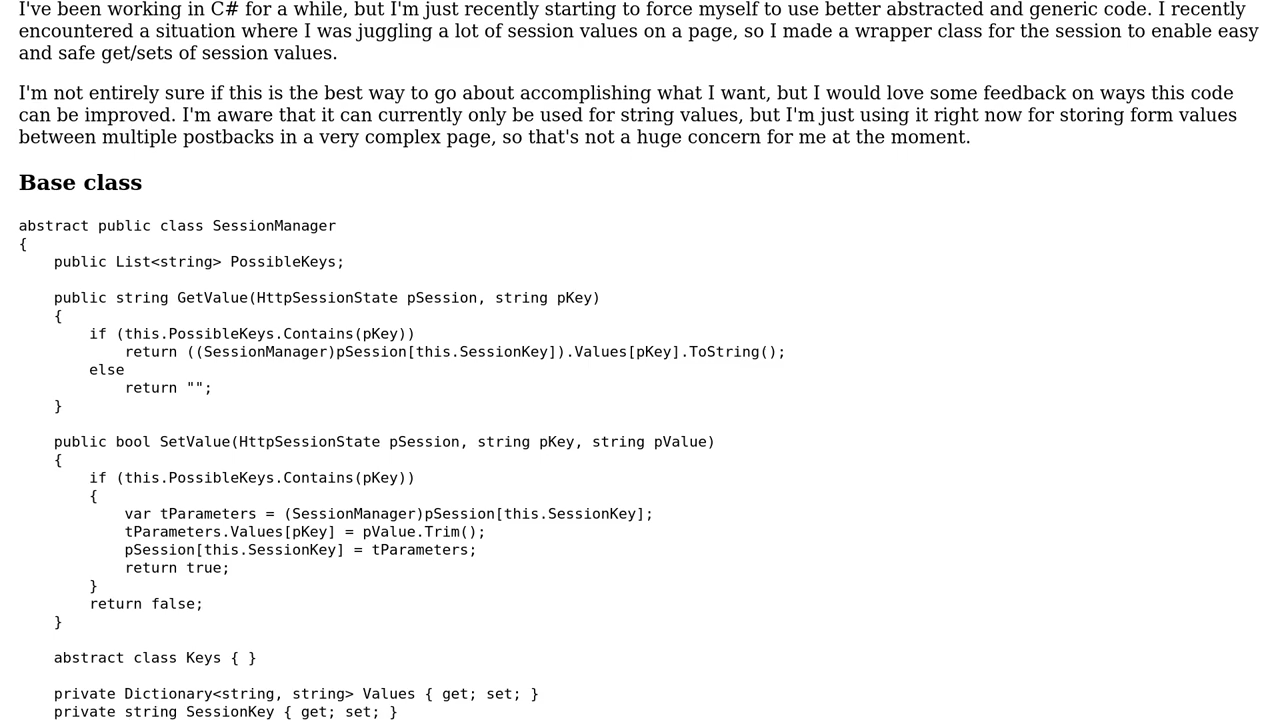 I've been working in C# for a while, but I'm just recently starting to force myself to use better abstracted and generic code. I recently
encountered a situation where I was juggling a lot of session values on a page, so I made a wrapper class for the session to enable easy
and safe get/sets of session values.
I'm not entirely sure if this is the best way to go about accomplishing what I want, but I would love some feedback on ways this code
can be improved. I'm aware that it can currently only be used for string values, but I'm just using it right now for storing form values
between multiple postbacks in a very complex page, so that's not a huge concern for me at the moment.
Base class
abstract public class SessionManager
{
    public List<string> PossibleKeys;
    public string GetValue(HttpSessionState pSession, string pKey)
    {
        if (this.PossibleKeys.Contains(pKey))
            return ((SessionManager)pSession[this.SessionKey]).Values[pKey].ToString();
        else
            return "";
    }
    public bool SetValue(HttpSessionState pSession, string pKey, string pValue)
    {
        if (this.PossibleKeys.Contains(pKey))
        {
            var tParameters = (SessionManager)pSession[this.SessionKey];
            tParameters.Values[pKey] = pValue.Trim();
            pSession[this.SessionKey] = tParameters;
            return true;
        }
        return false;
    }
    abstract class Keys { }
    private Dictionary<string, string> Values { get; set; }
    private string SessionKey { get; set; }